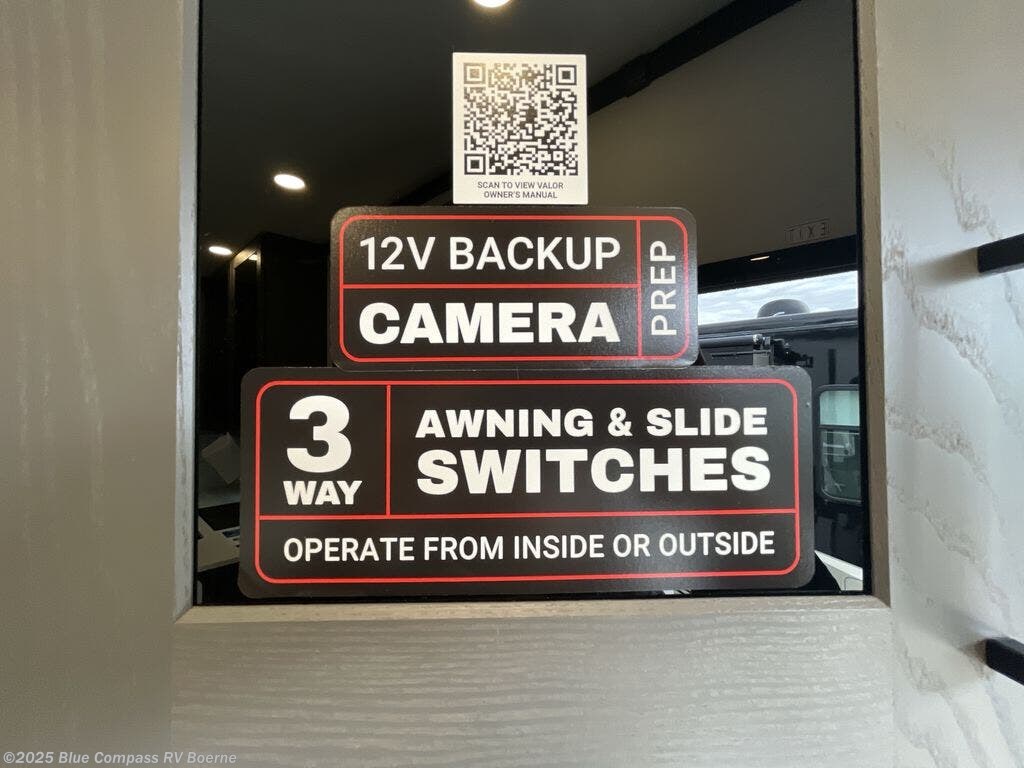 SCAN TO VIEW VALOR
OWNER'S MANUAL
12V BACKUP
CAMERA
PREP
3
WAY
AWNING & SLIDE
SWITCHES
OPERATE FROM INSIDE OR OUTSIDE
EXIT
©2025 Blue Compass RV Boerne